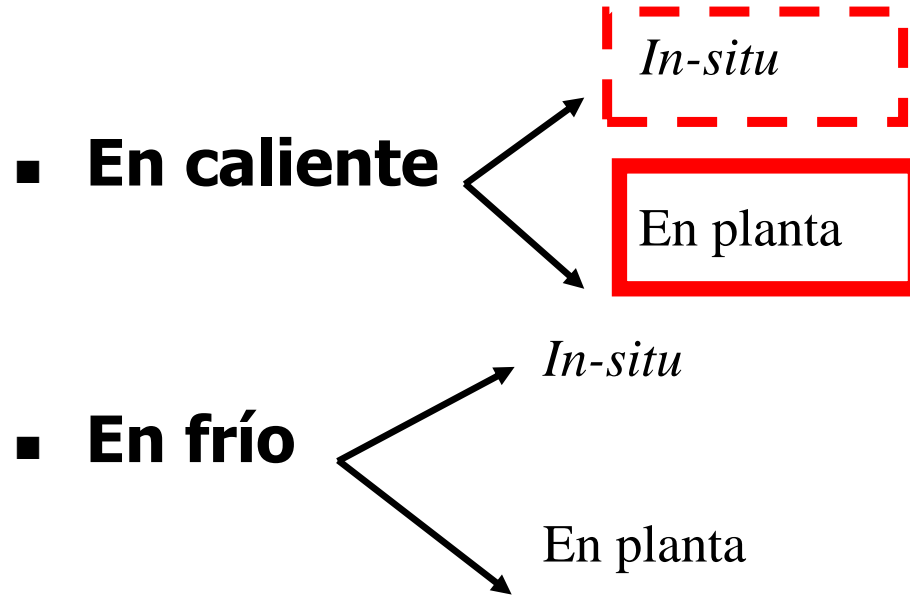 ▪ En caliente
In-situ
En planta
▪ En frío
In-situ
En planta